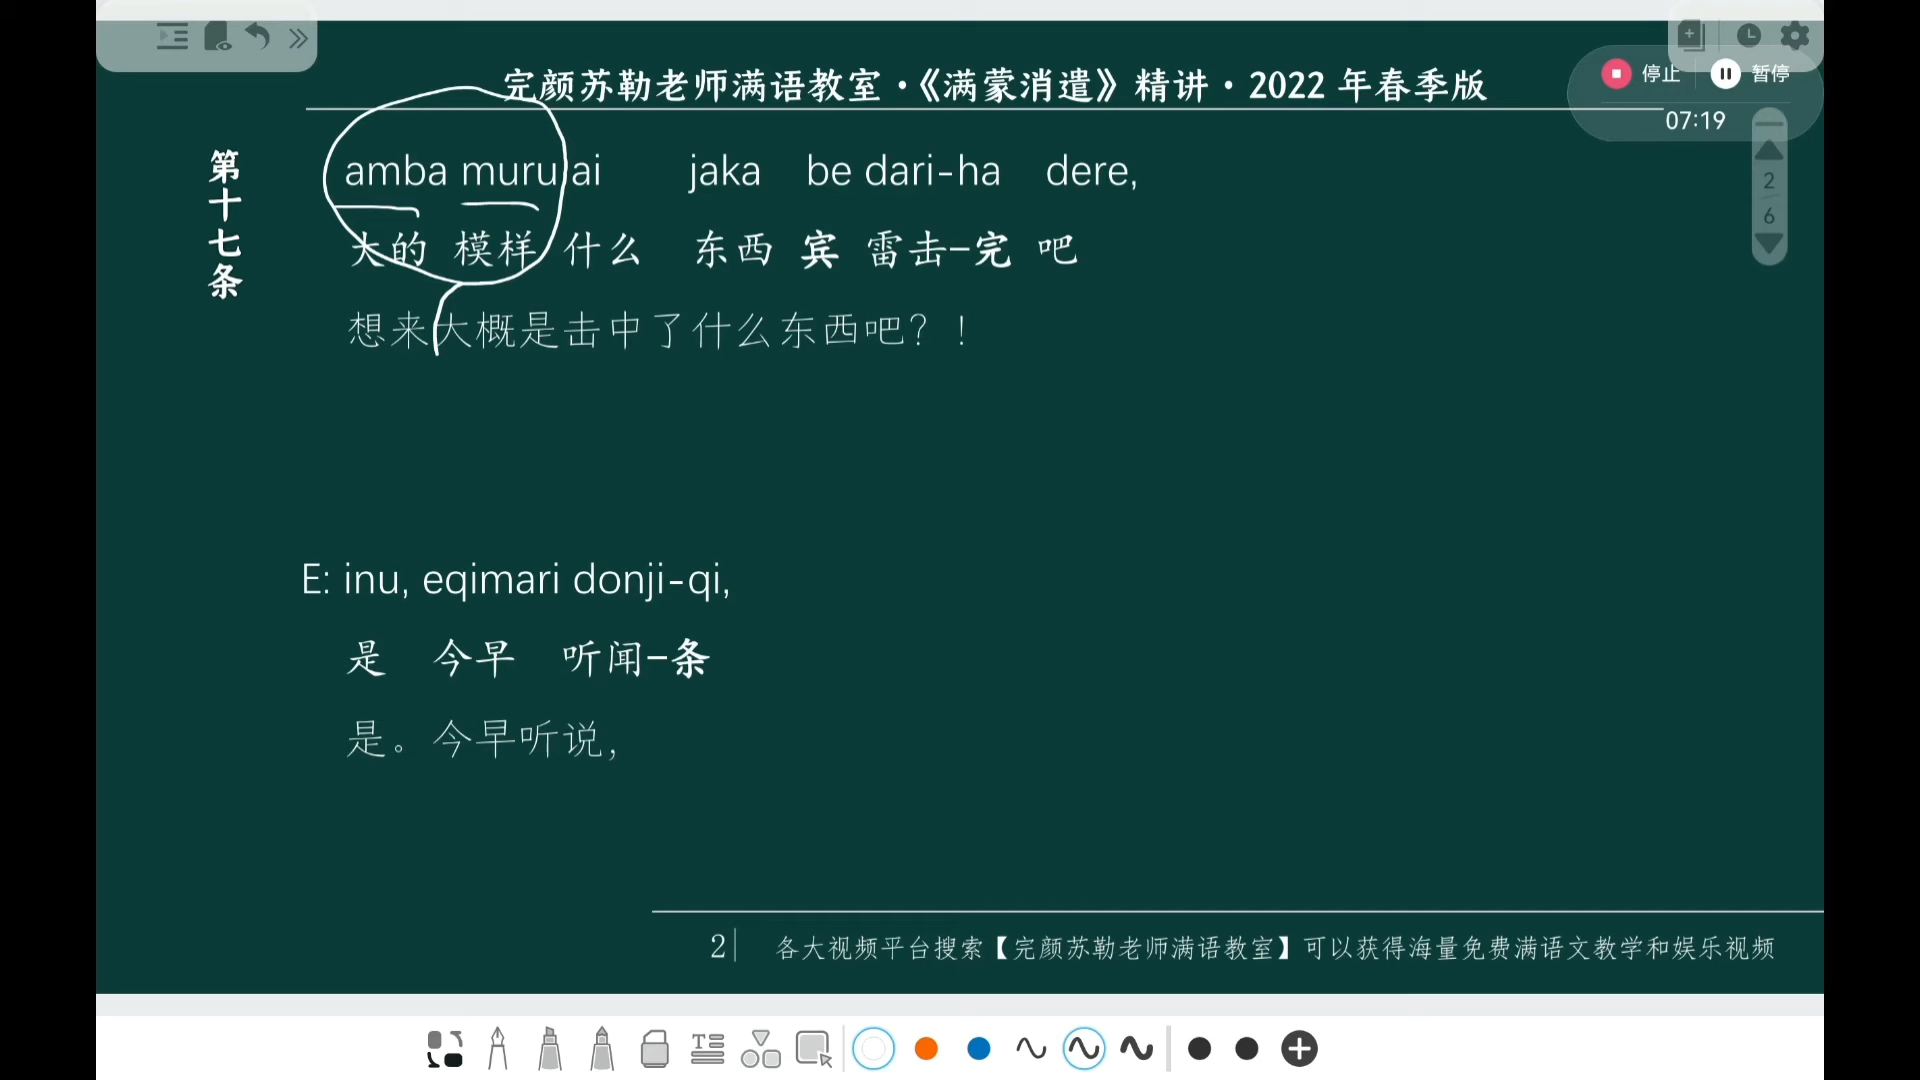 完颜苏勒老师满语教室·《满蒙消遣》精讲·2022 年春季版
停止 暂停
07:19
第十七条
amba muru ai jaka be dari-ha dere,
大的 模样 什么 东西 宾 雷击-完 吧
想来大概是击中了什么东西吧？！
2
6
E: inu, eqimari donji-qi,
是 今早 听闻-条
是。今早听说，
2 各大视频平台搜索【完颜苏勒老师满语教室】可以获得海量免费满语文教学和娱乐视频